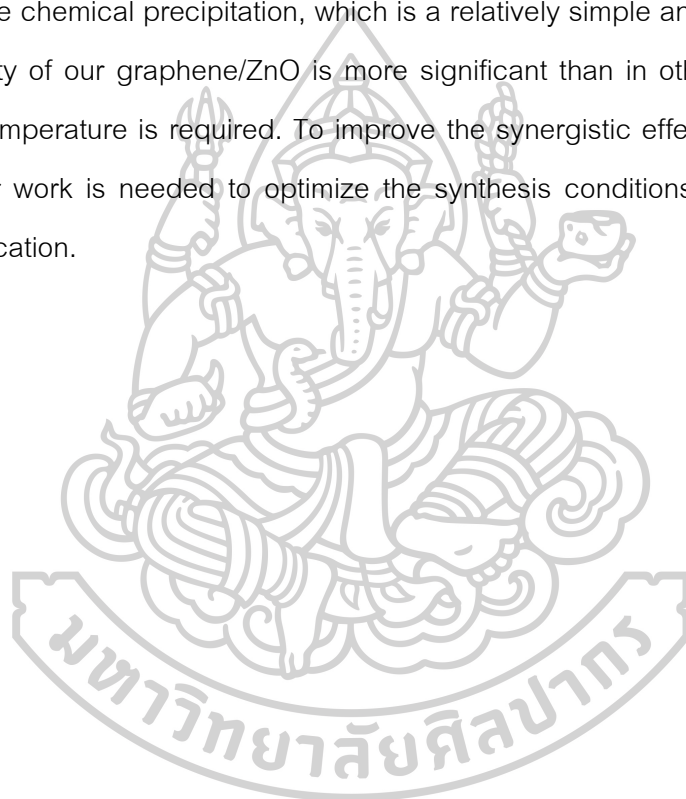 e chemical precipitation, which is a relatively simple an
ty of our graphene/ZnO is more significant than in oth
mperature is required. To improve the synergistic effe
work is needed to optimize the synthesis conditions
cation.
มหาวิทยาลัยศิลปากร